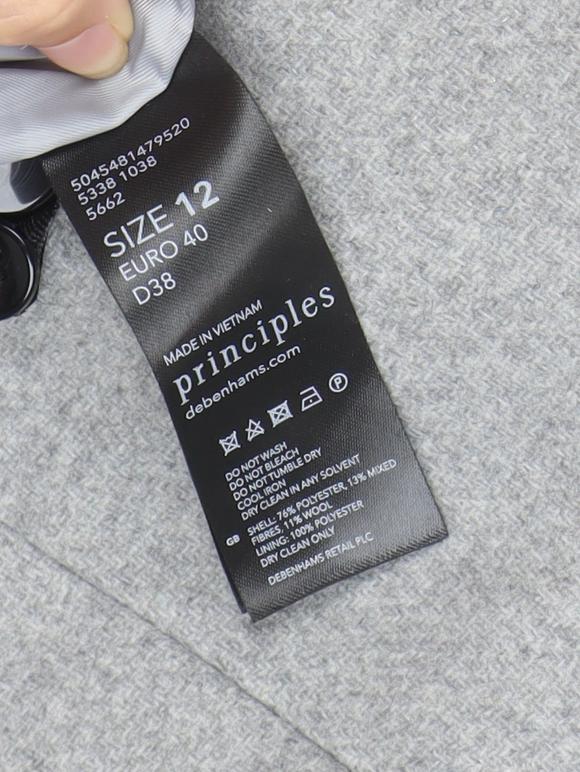 5045481479520
5338 1038
5662
SIZE 12
EURO 40
D38
MADE IN VIETNAM
principles
debenhams.com
P
DO NOT WASH
DO NOT BLEACH
DO NOT TUMBLE DRY
COOL IRON
DRY CLEAN IN ANY SOLVENT
GB SHELL: 76% POLYESTER, 13% MIXED
FIBRES, 11% WOOL
LINING: 100% POLYESTER
DRY CLEAN ONLY
DEBENHAMS RETAIL PLC